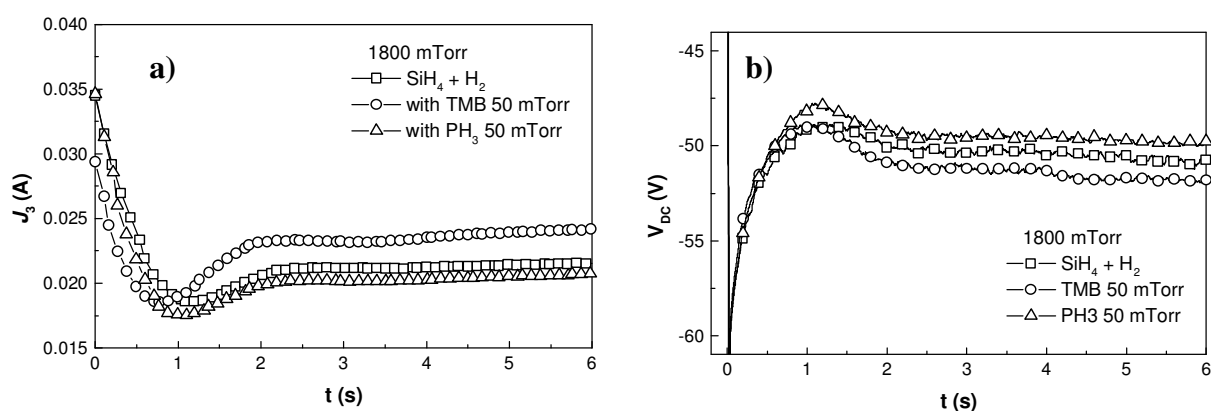 a)
1800 mTorr
SiH4 + H2
with TMB 50 mTorr
with PH3 50 mTorr
J3 (A)
0.040
0.035
0.030
0.025
0.020
0.015
0 1 2 3 4 5 6
t (s)
b)
1800 mTorr
SiH4 + H2
TMB 50 mTorr
PH3 50 mTorr
VDC (V)
-45
-50
-55
-60
0 1 2 3 4 5 6
t (s)